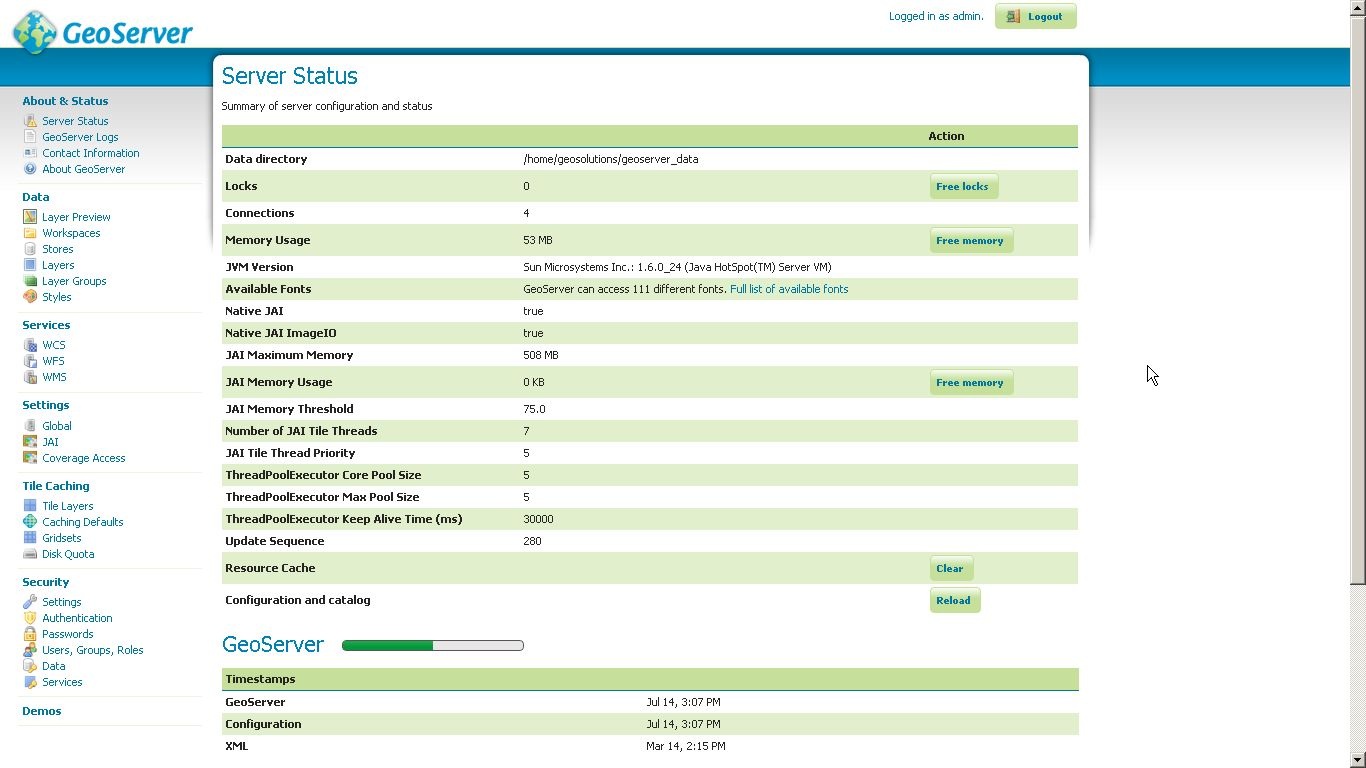 GeoServer
Logged in as admin.
Logout
About & Status
Server Status
GeoServer Logs
Contact Information
About GeoServer
Data
Layer Preview
Workspaces
Stores
Layers
Layer Groups
Styles
Services
WCS
WFS
WMS
Settings
Global
JAI
Coverage Access
Tile Caching
Tile Layers
Caching Defaults
Gridsets
Disk Quota
Security
Settings
Authentication
Passwords
Users, Groups, Roles
Data
Services
Demos
Server Status
Summary of server configuration and status
Action
Data directory /home/geosolutions/geoserver_data
Locks 0 Free locks
Connections 4
Memory Usage 53 MB Free memory
JVM Version Sun Microsystems Inc.: 1.6.0_24 (Java HotSpot(TM) Server VM)
Available Fonts GeoServer can access 111 different fonts. Full list of available fonts
Native JAI true
Native JAI ImageIO true
JAI Maximum Memory 508 MB
JAI Memory Usage 0 KB Free memory
JAI Memory Threshold 75.0
Number of JAI Tile Threads 7
JAI Tile Thread Priority 5
ThreadPoolExecutor Core Pool Size 5
ThreadPoolExecutor Max Pool Size 5
ThreadPoolExecutor Keep Alive Time (ms) 30000
Update Sequence 280
Resource Cache Clear
Configuration and catalog Reload
GeoServer
Timestamps
GeoServer Jul 14, 3:07 PM
Configuration Jul 14, 3:07 PM
XML Mar 14, 2:15 PM